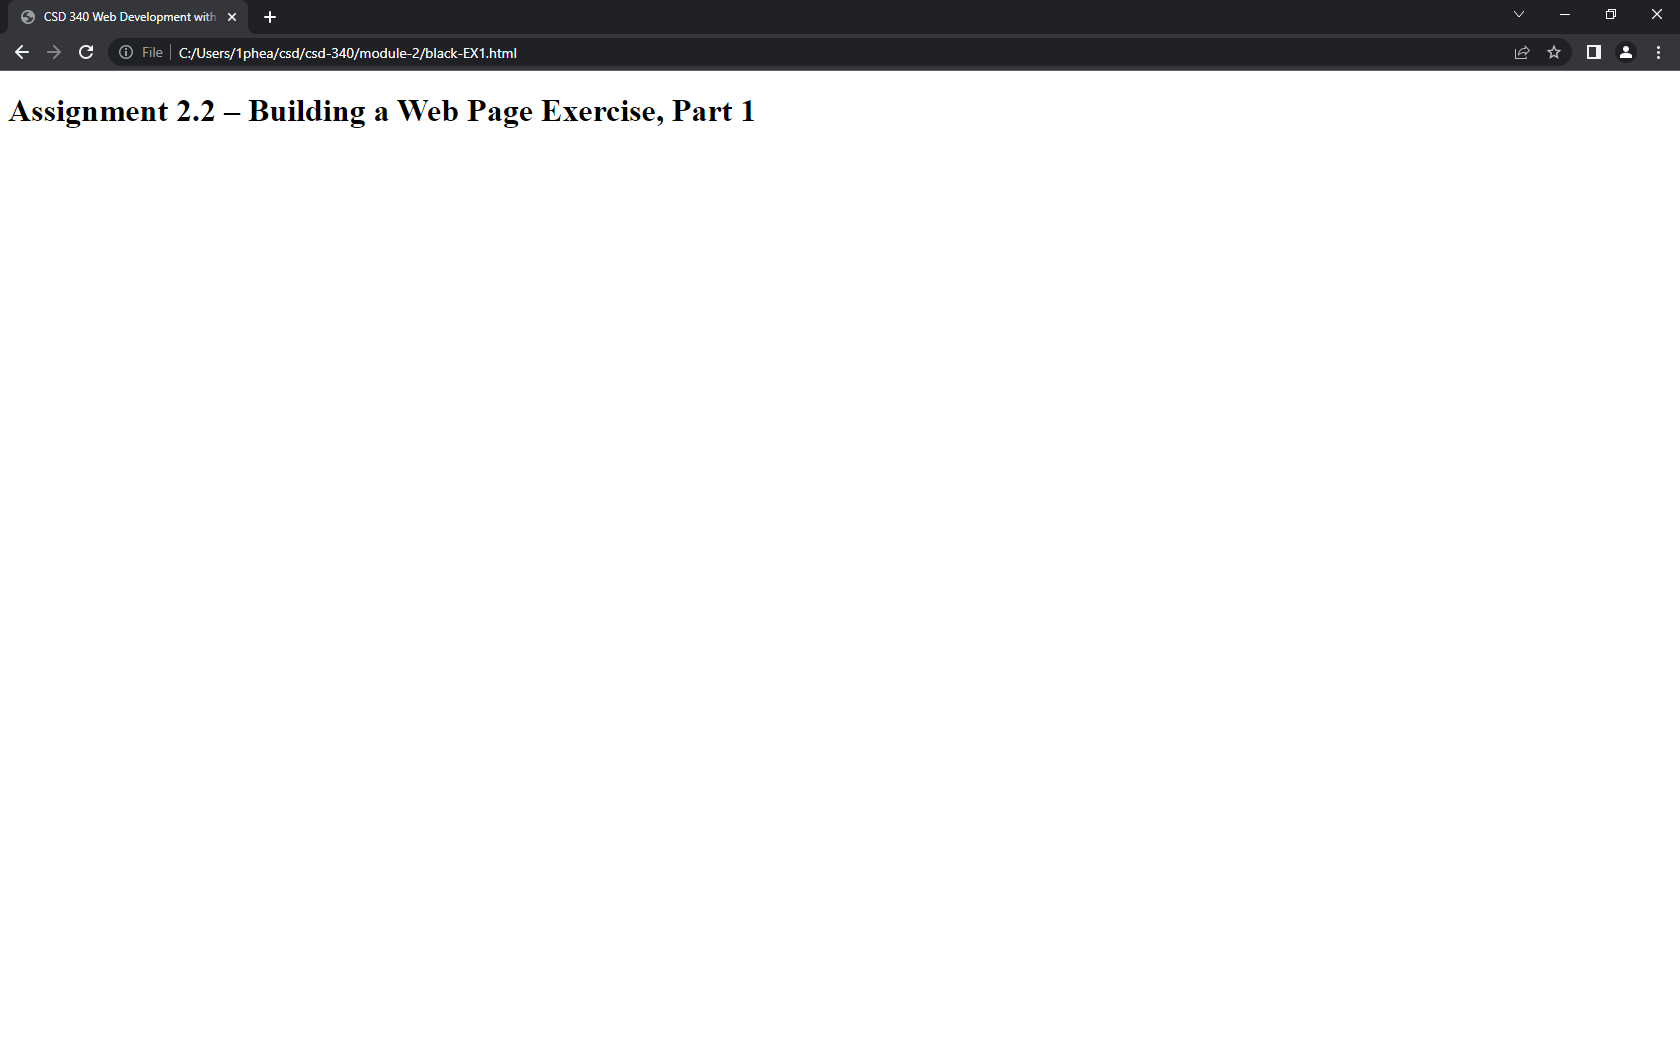 CSD 340 Web Development with
File C:/Users/1phea/csd/csd-340/module-2/black-EX1.html
Assignment 2.2 – Building a Web Page Exercise, Part 1